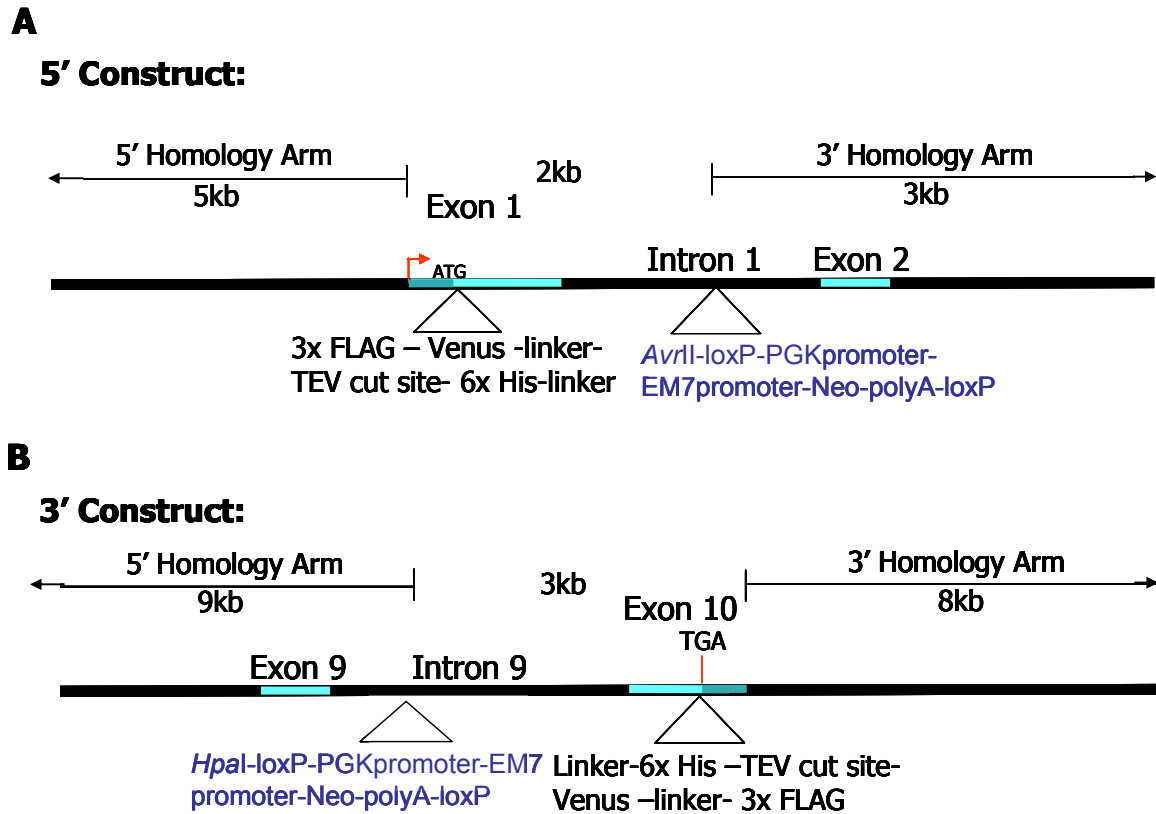 A
5' Construct:
5' Homology Arm
2kb
3' Homology Arm
5kb
3kb
Exon 1
ATG
Intron 1
Exon 2
3x FLAG – Venus -linker-
TEV cut site- 6x His-linker
AvrII-loxP-PGKpromoter-
EM7promoter-Neo-polyA-loxP
B
3' Construct:
5' Homology Arm
3kb
3' Homology Arm
9kb
8kb
Exon 10
TGA
Exon 9
Intron 9
HpaI-loxP-PGKpromoter-EM7
promoter-Neo-polyA-loxP
Linker-6x His –TEV cut site-
Venus –linker- 3x FLAG